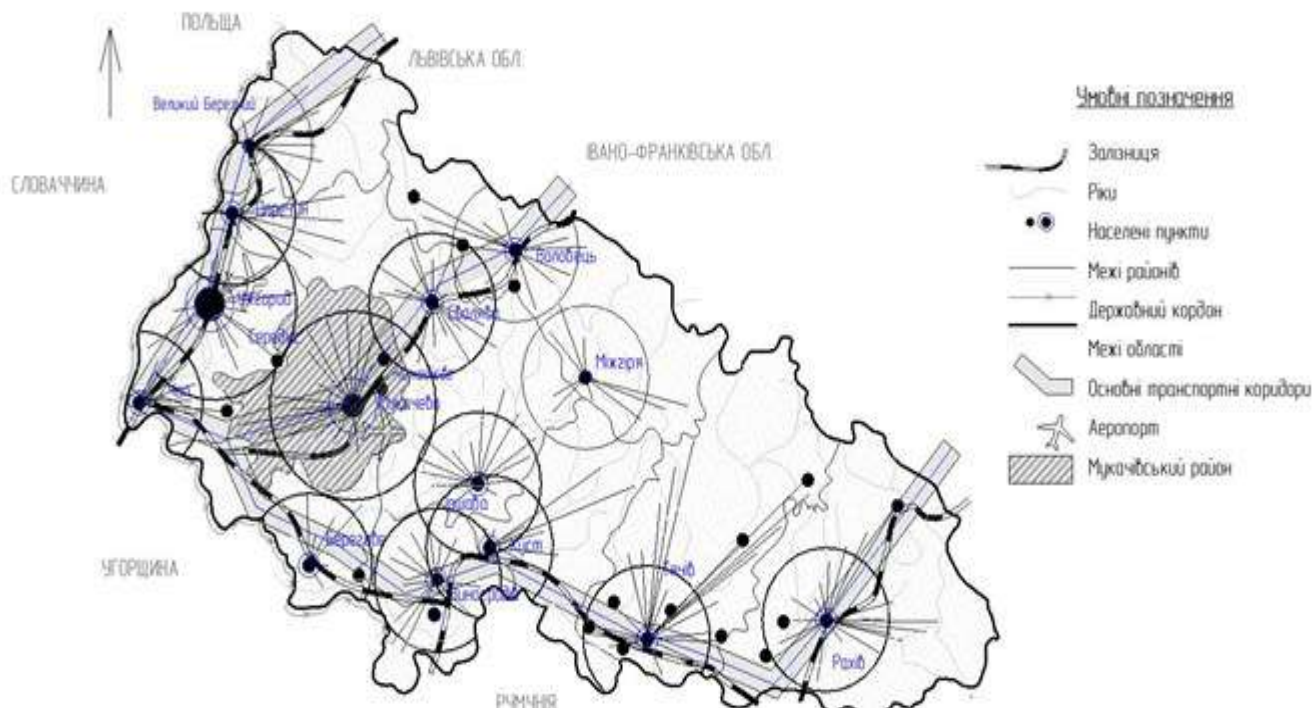 ПОЛЬЩА
ЛЬВІВСЬКА ОБЛ.
Великий Березний
ІВАНО-ФРАНКІВСЬКА ОБЛ.
СЛОВАЧЧИНА
Перечин
Воловець
Ужгород
Свалява
Середнє
Міжгір'я
Мукачево
Іршава
Берегове
Хуст
УГОРЩИНА
Виноградів
Тячів
Рахів
РУМУНІЯ
Умовні позначення
Залізниця
Ріки
Населені пункти
Межі районів
Державний кордон
Межі області
Основні транспортні коридори
Аеропорт
Мукачівський район